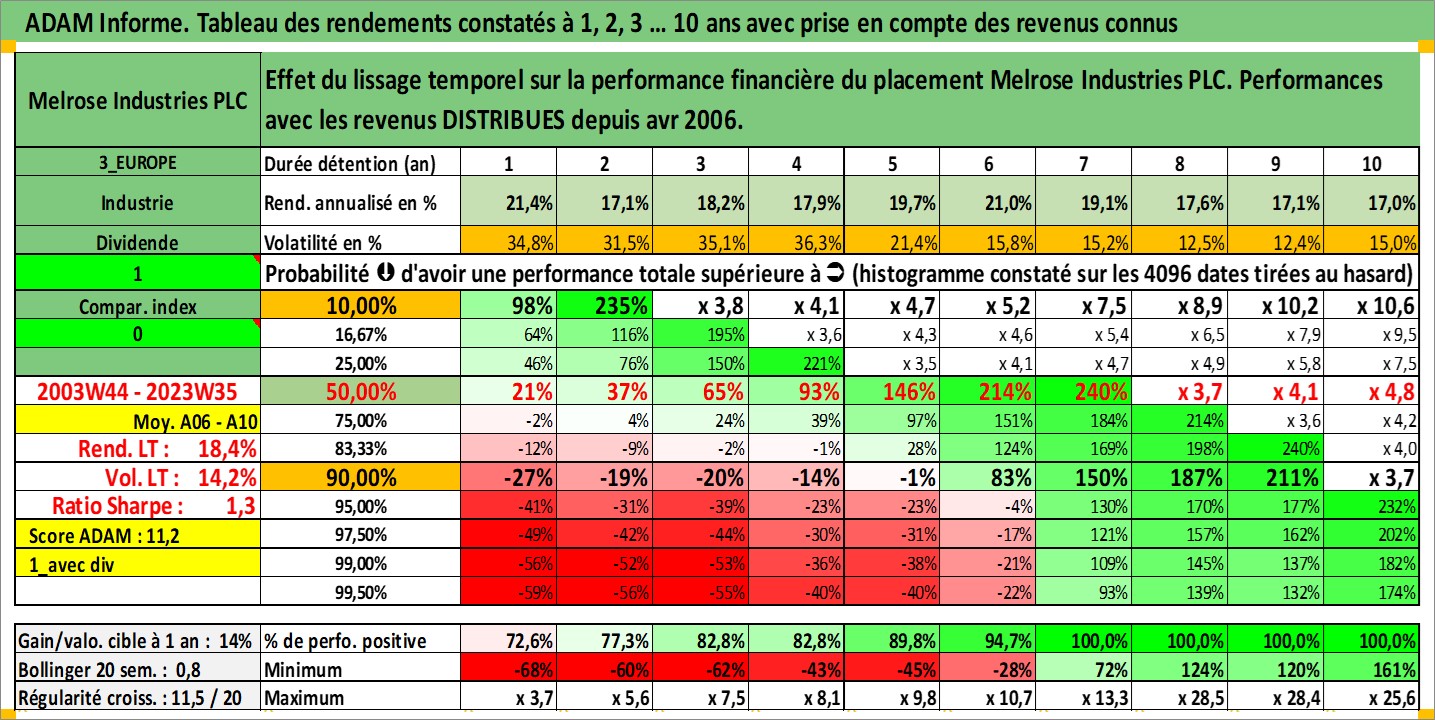 ADAM Informe. Tableau des rendements constatés à 1, 2, 3 ... 10 ans avec prise en compte des revenus connus
Melrose Industries PLC
Effet du lissage temporel sur la performance financière du placement Melrose Industries PLC. Performances
avec les revenus DISTRIBUES depuis avr 2006.
3_EUROPE Durée détention (an) 1 2 3 4 5 6 7 8 9 10
Industrie Rend. annualisé en % 21,4% 17,1% 18,2% 17,9% 19,7% 21,0% 19,1% 17,6% 17,1% 17,0%
Dividende Volatilité en % 34,8% 31,5% 35,1% 36,3% 21,4% 15,8% 15,2% 12,5% 12,4% 15,0%
1 Probabilité ⬇ d'avoir une performance totale supérieure à ➲ (histogramme constaté sur les 4096 dates tirées au hasard)
Compar. index 10,00% 98% 235% x 3,8 x 4,1 x 4,7 x 5,2 x 7,5 x 8,9 x 10,2 x 10,6
0 16,67% 64% 116% 195% x 3,6 x 4,3 x 4,6 x 5,4 x 6,5 x 7,9 x 9,5
25,00% 46% 76% 150% 221% x 3,5 x 4,1 x 4,7 x 4,9 x 5,8 x 7,5
2003W44 - 2023W35 50,00% 21% 37% 65% 93% 146% 214% 240% x 3,7 x 4,1 x 4,8
Moy. A06 - A10 75,00% -2% 4% 24% 39% 97% 151% 184% 214% x 3,6 x 4,2
Rend. LT : 18,4% 83,33% -12% -9% -2% -1% 28% 124% 169% 198% 240% x 4,0
Vol. LT : 14,2% 90,00% -27% -19% -20% -14% -1% 83% 150% 187% 211% x 3,7
Ratio Sharpe : 1,3 95,00% -41% -31% -39% -23% -23% -4% 130% 170% 177% 232%
Score ADAM : 11,2 97,50% -49% -42% -44% -30% -31% -17% 121% 157% 162% 202%
1_avec div 99,00% -56% -52% -53% -36% -38% -21% 109% 145% 137% 182%
99,50% -59% -56% -55% -40% -40% -22% 93% 139% 132% 174%
Gain/valo. cible à 1 an : 14% % de perfo. positive 72,6% 77,3% 82,8% 82,8% 89,8% 94,7% 100,0% 100,0% 100,0% 100,0%
Bollinger 20 sem. : 0,8 Minimum -68% -60% -62% -43% -45% -28% 72% 124% 120% 161%
Régularité croiss. : 11,5 / 20 Maximum x 3,7 x 5,6 x 7,5 x 8,1 x 9,8 x 10,7 x 13,3 x 28,5 x 28,4 x 25,6